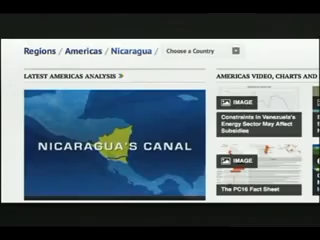 Regions / Americas / Nicaragua /
Choose a Country
LATEST AMERICAS ANALYSIS »
NICARAGUA'S CANAL
AMERICAS VIDEO, CHARTS AND
IMAGE
Constraints in Venezuela's
Energy Sector May Affect
Subsidies
IMAGE
The PC16 Fact Sheet